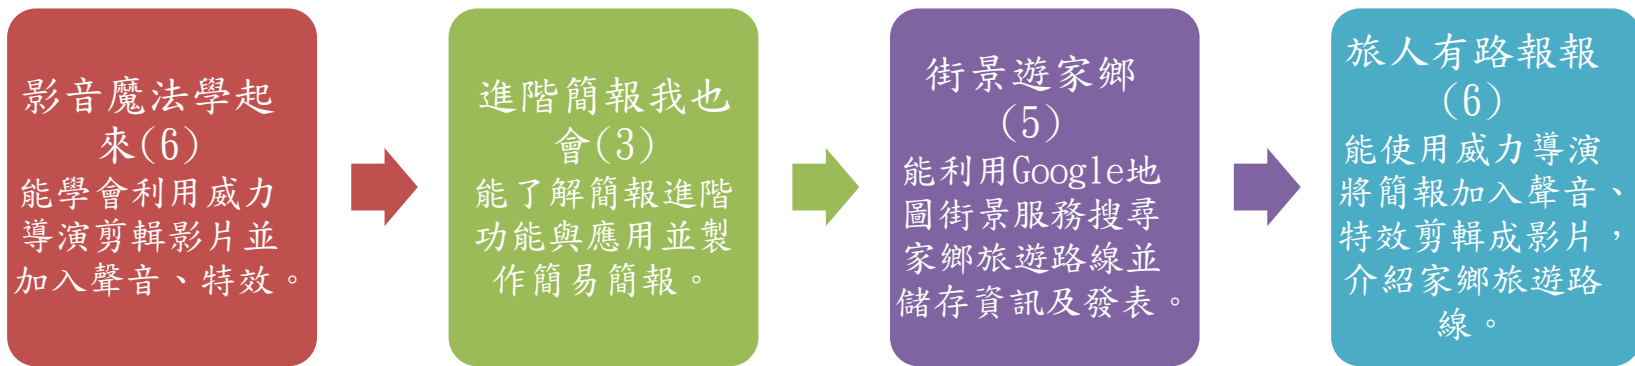 影音魔法學起
來(6)
能學會利用威力
導演剪輯影片並
加入聲音、特效。
進階簡報我也
會(3)
能了解簡報進階
功能與應用並製
作簡易簡報。
街景遊家鄉
(5)
能利用Google地
圖街景服務搜尋
家鄉旅遊路線並
儲存資訊及發表。
旅人有路報報
(6)
能使用威力導演
將簡報加入聲音、
特效剪輯成影片，
介紹家鄉旅遊路
線。